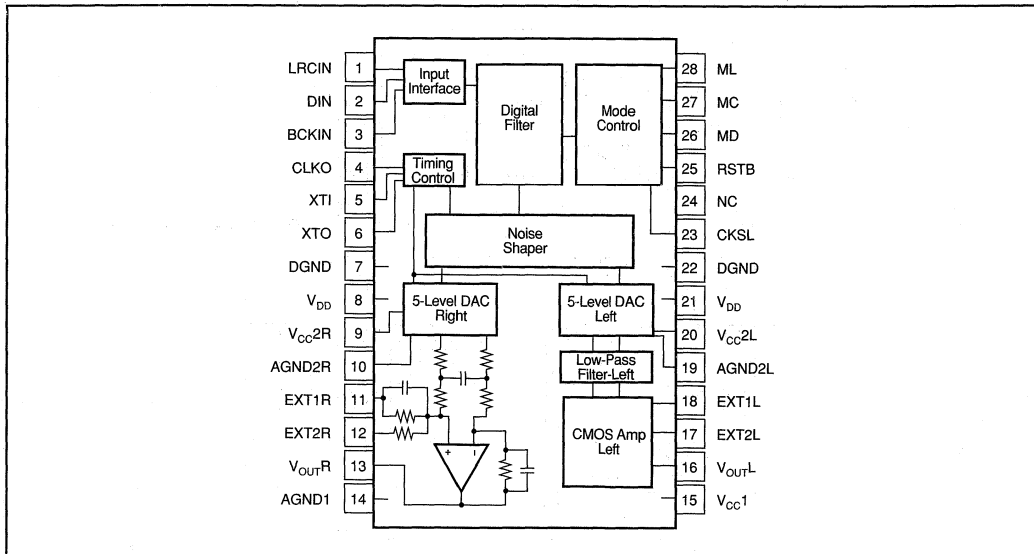 LRCIN 1
DIN 2
BCKIN 3
CLKO 4
XTI 5
XTO 6
DGND 7
VDD 8
VCC2R 9
AGND2R 10
EXT1R 11
EXT2R 12
VOUTR 13
AGND1 14
Input
Interface
Digital
Filter
Mode
Control
Timing
Control
Noise
Shaper
5-Level DAC
Right
5-Level DAC
Left
Low-Pass
Filter-Left
CMOS Amp
Left
+ –
28 ML
27 MC
26 MD
25 RSTB
24 NC
23 CKSL
22 DGND
21 VDD
20 VCC2L
19 AGND2L
18 EXT1L
17 EXT2L
16 VOUTL
15 VCC1